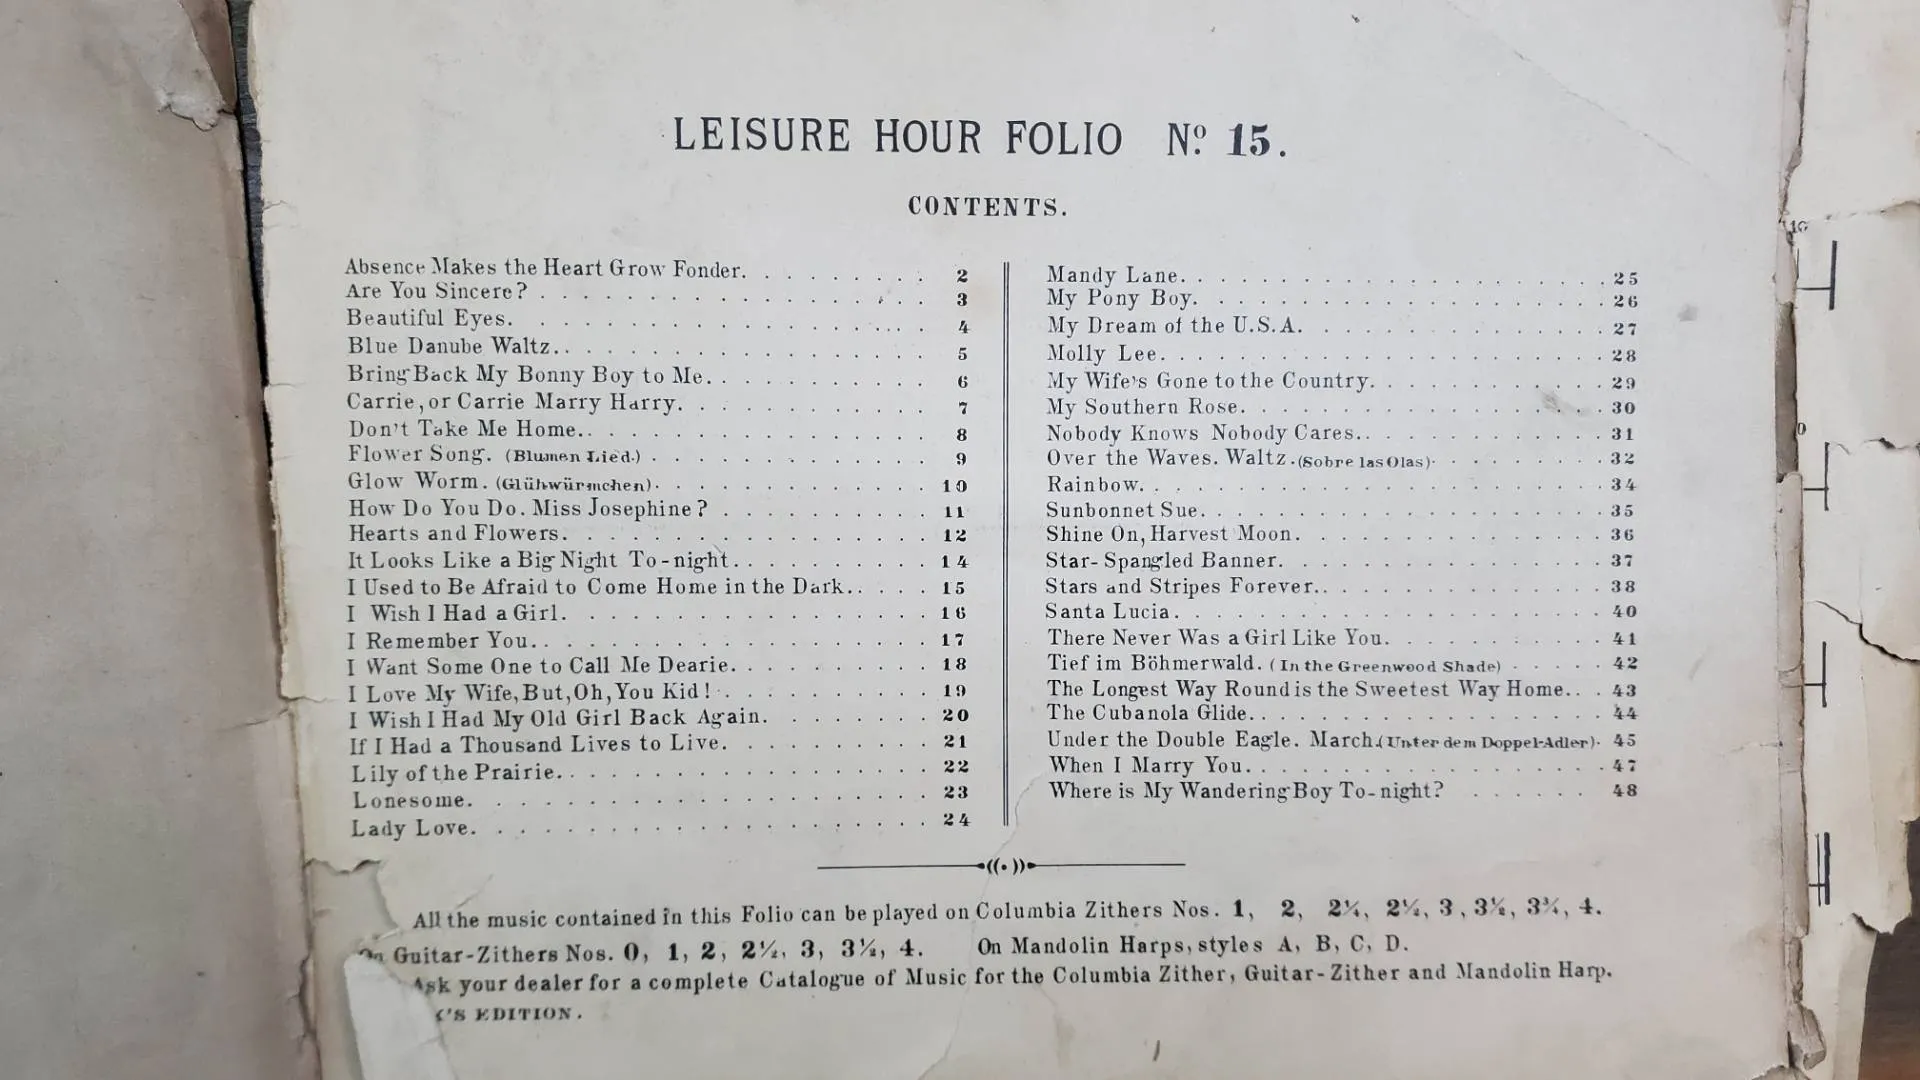 LEISURE HOUR FOLIO Nº 15.
CONTENTS.
Absence Makes the Heart Grow Fonder. . . . . . . . 2
Are You Sincere? . . . . . . . . 3
Beautiful Eyes. . . . . . . . 4
Blue Danube Waltz. . . . . . . . 5
Bring Back My Bonny Boy to Me. . . . . . . . 6
Carrie, or Carrie Marry Harry. . . . . . . . 7
Don't Take Me Home. . . . . . . . 8
Flower Song. (Blumen Lied.) . . . . . . . . 9
Glow Worm. (Glühwürmchen) . . . . . . . . 10
How Do You Do. Miss Josephine? . . . . . . . . 11
Hearts and Flowers. . . . . . . . 12
It Looks Like a Big Night To-night. . . . . . . . 14
I Used to Be Afraid to Come Home in the Dark. . . . . 15
I Wish I Had a Girl. . . . . . . . 16
I Remember You. . . . . . . . 17
I Want Some One to Call Me Dearie. . . . . . . . 18
I Love My Wife, But, Oh, You Kid! . . . . . . . . 19
I Wish I Had My Old Girl Back Again. . . . . . . 20
If I Had a Thousand Lives to Live. . . . . . . . 21
Lily of the Prairie. . . . . . . . 22
Lonesome. . . . . . . . 23
Lady Love. . . . . . . . 24
Mandy Lane. . . . . . . . 25
My Pony Boy. . . . . . . . 26
My Dream of the U.S.A. . . . . . . . 27
Molly Lee. . . . . . . . 28
My Wife's Gone to the Country. . . . . . . . 29
My Southern Rose. . . . . . . . 30
Nobody Knows Nobody Cares. . . . . . . . 31
Over the Waves. Waltz. (Sobre las Olas) . . . . . . . 32
Rainbow. . . . . . . . 34
Sunbonnet Sue. . . . . . . . 35
Shine On, Harvest Moon. . . . . . . . 36
Star-Spangled Banner. . . . . . . . 37
Stars and Stripes Forever. . . . . . . . 38
Santa Lucia. . . . . . . . 40
There Never Was a Girl Like You. . . . . . . . 41
Tief im Böhmerwald. (In the Greenwood Shade) . . . . . 42
The Longest Way Round is the Sweetest Way Home. . . 43
The Cubanola Glide. . . . . . . . 44
Under the Double Eagle. March. (Unter dem Doppel-Adler). 45
When I Marry You. . . . . . . . 47
Where is My Wandering Boy To-night? . . . . . . 48
All the music contained in this Folio can be played on Columbia Zithers Nos. 1, 2, 2¼, 2½, 3, 3½, 3¾, 4.
On Guitar-Zithers Nos. 0, 1, 2, 2½, 3, 3½, 4. On Mandolin Harps, styles A, B, C, D.
Ask your dealer for a complete Catalogue of Music for the Columbia Zither, Guitar-Zither and Mandolin Harp.
'S EDITION.